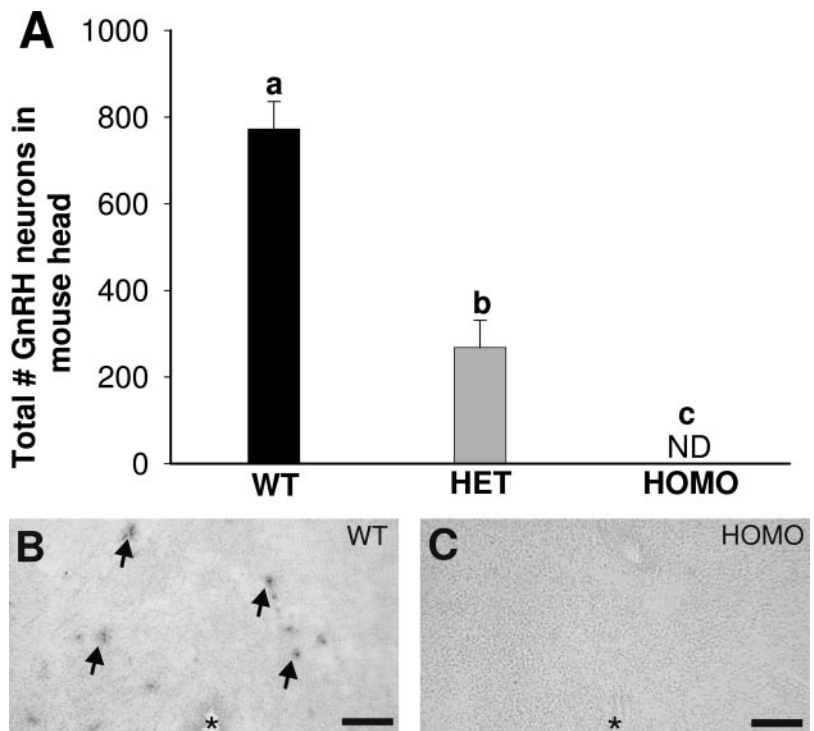 A
Total # GnRH neurons in
mouse head
1000
800
600
400
200
0
a
b
c
ND
WT
HET
HOMO
B
WT
*
C
HOMO
*